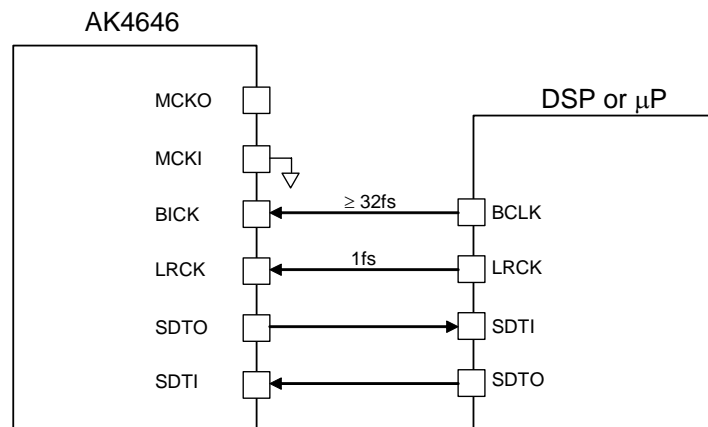 AK4646
DSP or μP
MCKO
MCKI
BICK
≥ 32fs
BCLK
LRCK
1fs
LRCK
SDTO
SDTI
SDTI
SDTO